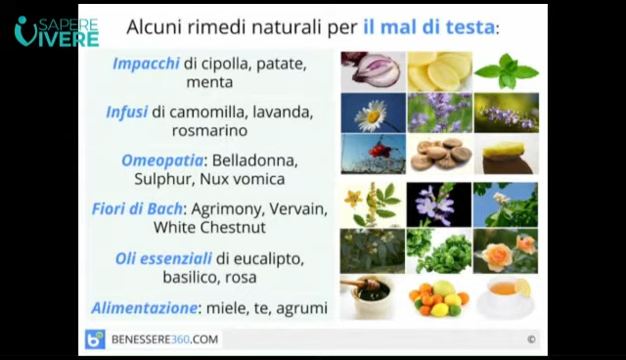 SAPERE
ViVERE
Alcuni rimedi naturali per il mal di testa:
Impacchi di cipolla, patate,
menta
Infusi di camomilla, lavanda,
rosmarino
Omeopatia: Belladonna,
Sulphur, Nux vomica
Fiori di Bach: Agrimony, Vervain,
White Chestnut
Oli essenziali di eucalipto,
basilico, rosa
Alimentazione: miele, te, agrumi
b BENESSERE360.COM ©